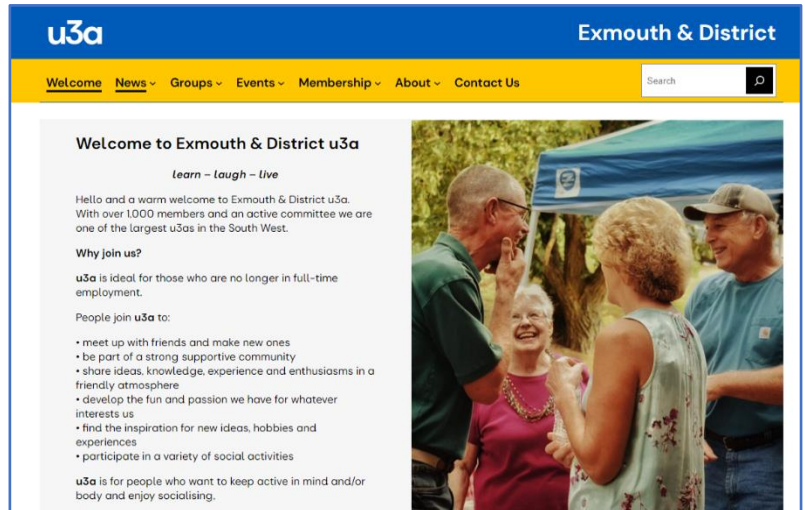 u3a
Exmouth & District
Welcome News Groups Events Membership About Contact Us
Search
Welcome to Exmouth & District u3a
learn – laugh – live
Hello and a warm welcome to Exmouth & District u3a.
With over 1,000 members and an active committee we are
one of the largest u3as in the South West.
Why join us?
u3a is ideal for those who are no longer in full-time
employment.
People join u3a to:
• meet up with friends and make new ones
• be part of a strong supportive community
• share ideas, knowledge, experience and enthusiasms in a
friendly atmosphere
• develop the fun and passion we have for whatever
interests us
• find the inspiration for new ideas, hobbies and
experiences
• participate in a variety of social activities
u3a is for people who want to keep active in mind and/or
body and enjoy socialising.